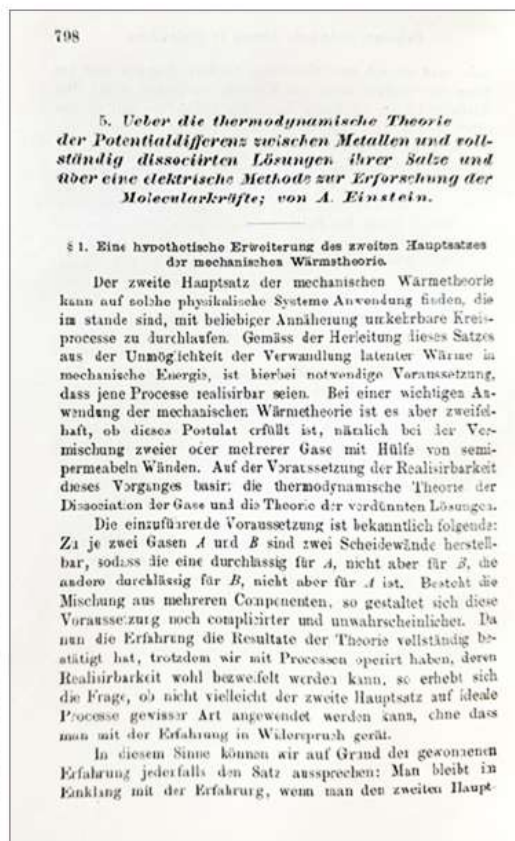 798
5. Ueber die thermodynamische Theorie
der Potentialdifferenz zwischen Metallen und voll-
ständig dissociirten Lösungen ihrer Salze und
über eine elektrische Methode zur Erforschung der
Molecularkräfte; von A. Einstein.
§ 1. Eine hypothetische Erweiterung des zweiten Hauptsatzes
der mechanischen Wärmetheorie.
Der zweite Hauptsatz der mechanischen Wärmetheorie
kann auf solche physikalische Systeme Anwendung finden, die
im stande sind, mit beliebiger Annäherung umkehrbare Kreis-
processe zu durchlaufen. Gemäss der Herleitung dieses Satzes
aus der Unmöglichkeit der Verwandlung latenter Wärme in
mechanische Energie, ist hierbei notwendige Voraussetzung,
dass jene Processe realisirbar seien. Bei einer wichtigen An-
wendung der mechanischen Wärmetheorie ist es aber zweifel-
haft, ob dieses Postulat erfüllt ist, nämlich bei der Ver-
mischung zweier oder mehrerer Gase mit Hülfe von semi-
permeabeln Wänden. Auf der Voraussetzung der Realisirbarkeit
dieses Vorganges basirt die thermodynamische Theorie der
Dissociation der Gase und die Theorie der verdünnten Lösungen.
Die einzuführende Voraussetzung ist bekanntlich folgende:
Zu je zwei Gasen A und B sind zwei Scheidewände herstell-
bar, sodass die eine durchlässig für A, nicht aber für B, die
andere durchlässig für B, nicht aber für A ist. Besteht die
Mischung aus mehreren Componenten, so gestaltet sich diese
Voraussetzung noch complicirter und unwahrscheinlicher. Da
nun die Erfahrung die Resultate der Theorie vollständig be-
stätigt hat, trotzdem wir mit Processen operirt haben, deren
Realisirbarkeit wohl bezweifelt werden kann, so erhebt sich
die Frage, ob nicht vielleicht der zweite Hauptsatz auf ideale
Processe gewisser Art angewendet werden kann, ohne dass
man mit der Erfahrung in Widerspruch gerät.
In diesem Sinne können wir auf Grund der gewonnenen
Erfahrung jedenfalls den Satz aussprechen: Man bleibt im
Einklang mit der Erfahrung, wenn man den zweiten Haupt-